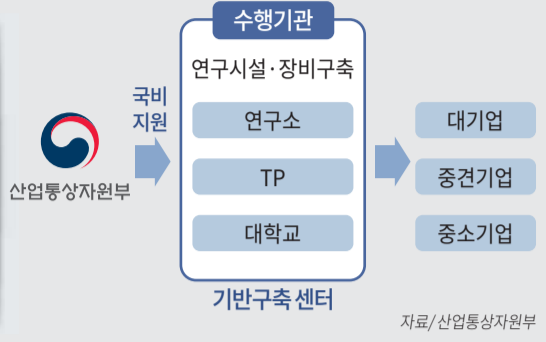 수행기관
연구시설·장비구축
국비
지원
연구소
대기업
산업통상자원부
TP
중견기업
대학교
중소기업
기반구축 센터
자료/산업통상자원부